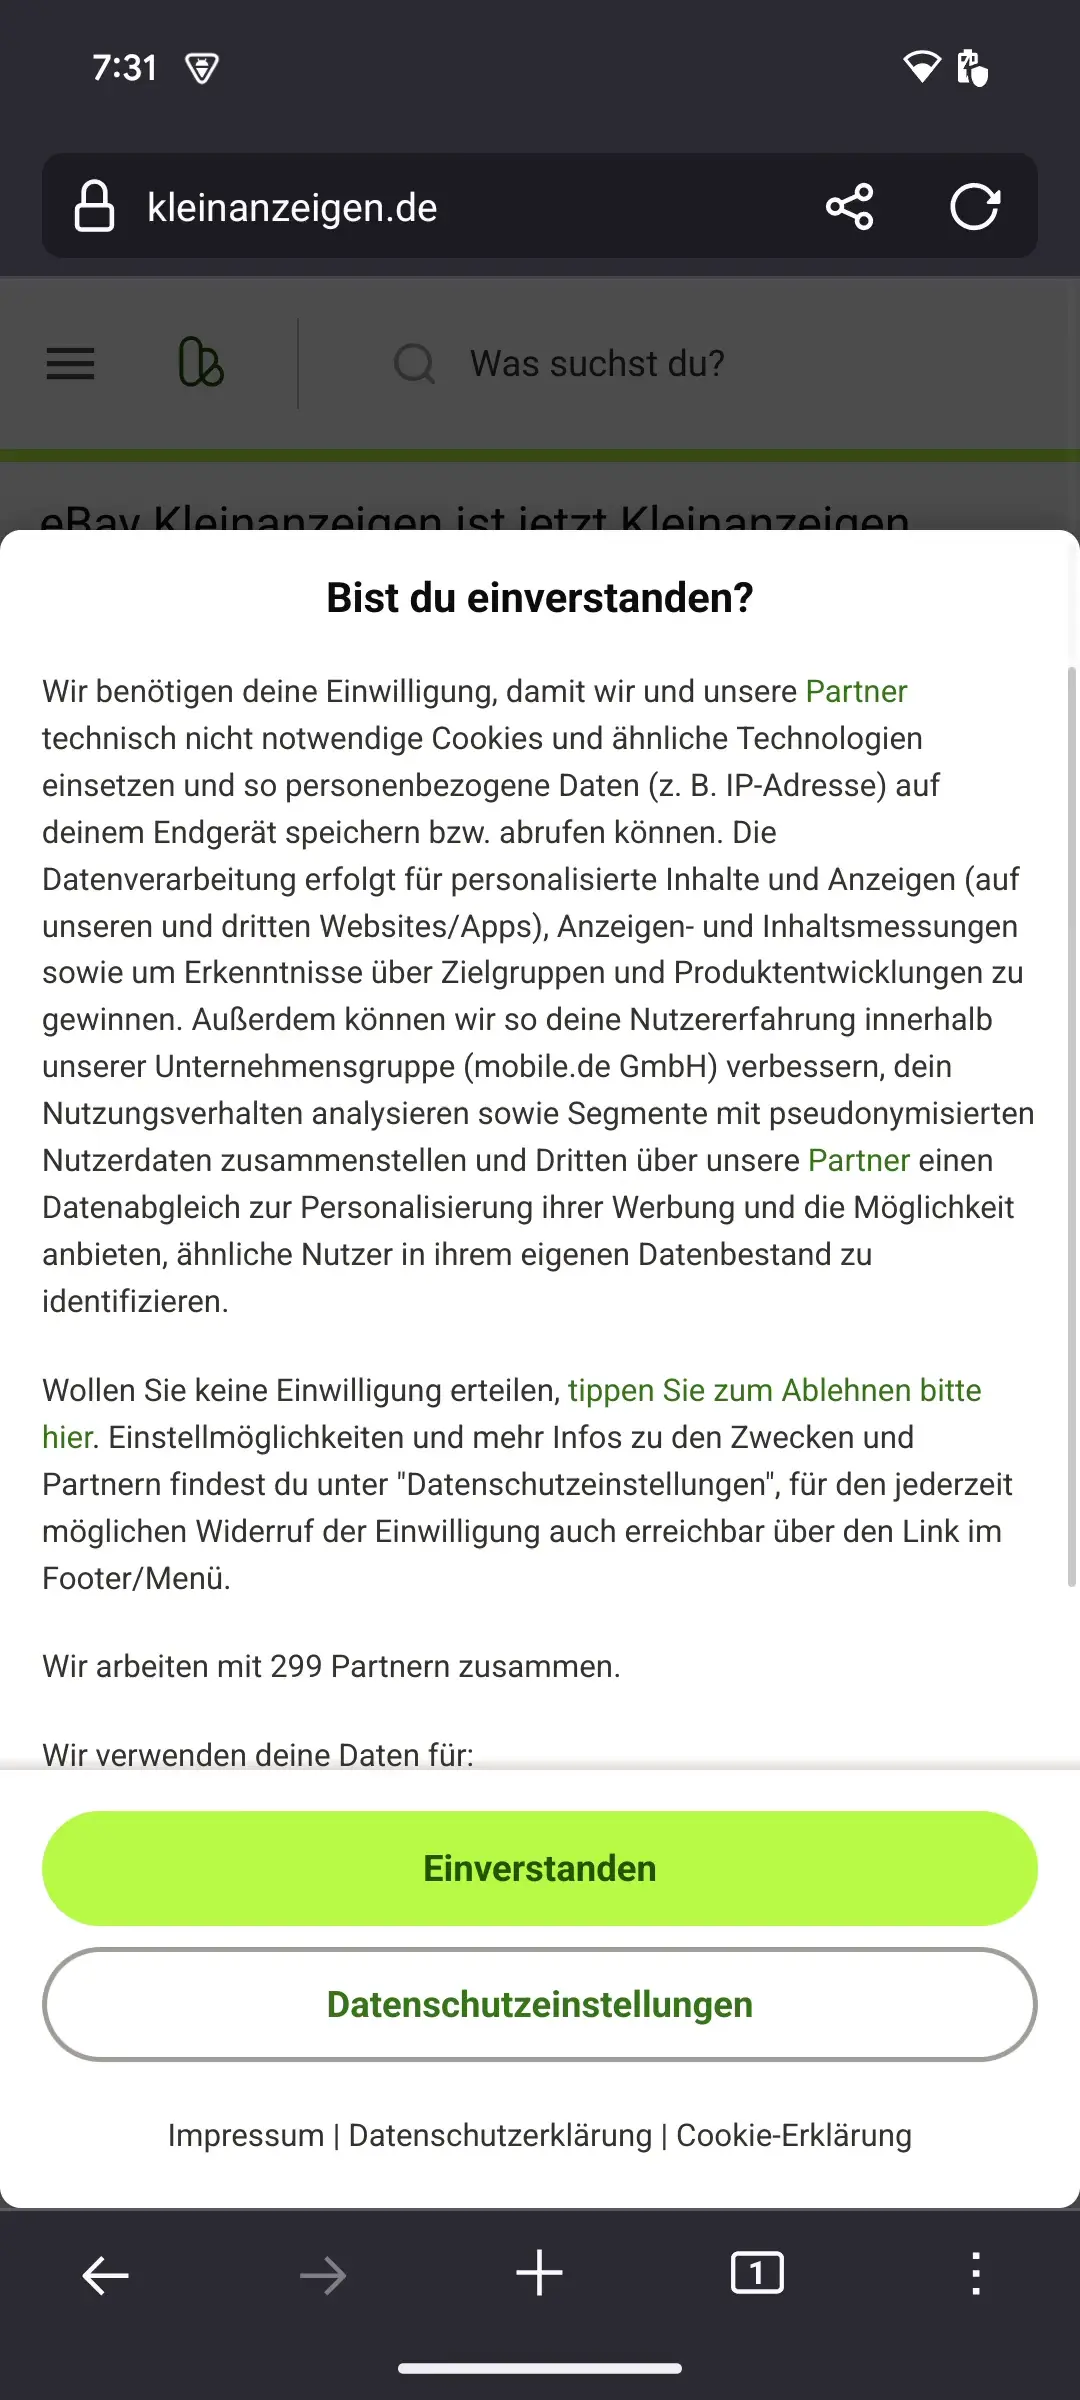 7:31
kleinanzeigen.de
Was suchst du?
eBay Kleinanzeigen ist jetzt Kleinanzeigen
Bist du einverstanden?
Wir benötigen deine Einwilligung, damit wir und unsere Partner
technisch nicht notwendige Cookies und ähnliche Technologien
einsetzen und so personenbezogene Daten (z. B. IP-Adresse) auf
deinem Endgerät speichern bzw. abrufen können. Die
Datenverarbeitung erfolgt für personalisierte Inhalte und Anzeigen (auf
unseren und dritten Websites/Apps), Anzeigen- und Inhaltsmessungen
sowie um Erkenntnisse über Zielgruppen und Produktentwicklungen zu
gewinnen. Außerdem können wir so deine Nutzererfahrung innerhalb
unserer Unternehmensgruppe (mobile.de GmbH) verbessern, dein
Nutzungsverhalten analysieren sowie Segmente mit pseudonymisierten
Nutzerdaten zusammenstellen und Dritten über unsere Partner einen
Datenabgleich zur Personalisierung ihrer Werbung und die Möglichkeit
anbieten, ähnliche Nutzer in ihrem eigenen Datenbestand zu
identifizieren.
Wollen Sie keine Einwilligung erteilen, tippen Sie zum Ablehnen bitte
hier. Einstellmöglichkeiten und mehr Infos zu den Zwecken und
Partnern findest du unter "Datenschutzeinstellungen", für den jederzeit
möglichen Widerruf der Einwilligung auch erreichbar über den Link im
Footer/Menü.
Wir arbeiten mit 299 Partnern zusammen.
Wir verwenden deine Daten für:
Einverstanden
Datenschutzeinstellungen
Impressum | Datenschutzerklärung | Cookie-Erklärung
1